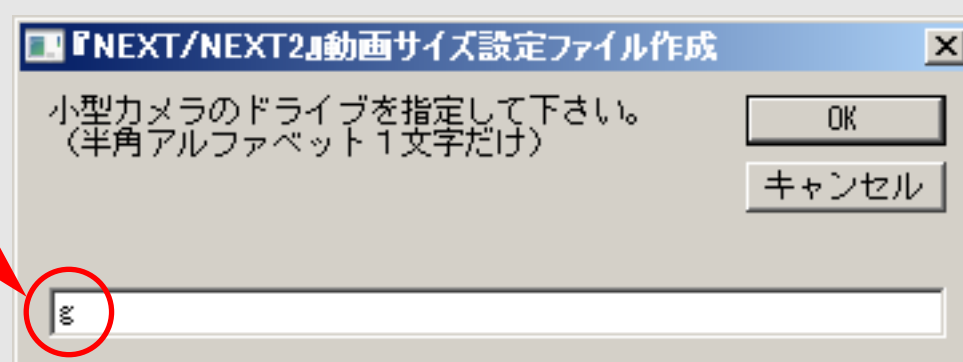 『NEXT/NEXT2』動画サイズ設定ファイル作成
小型カメラのドライブを指定して下さい。
（半角アルファベット１文字だけ）
OK
キャンセル
g